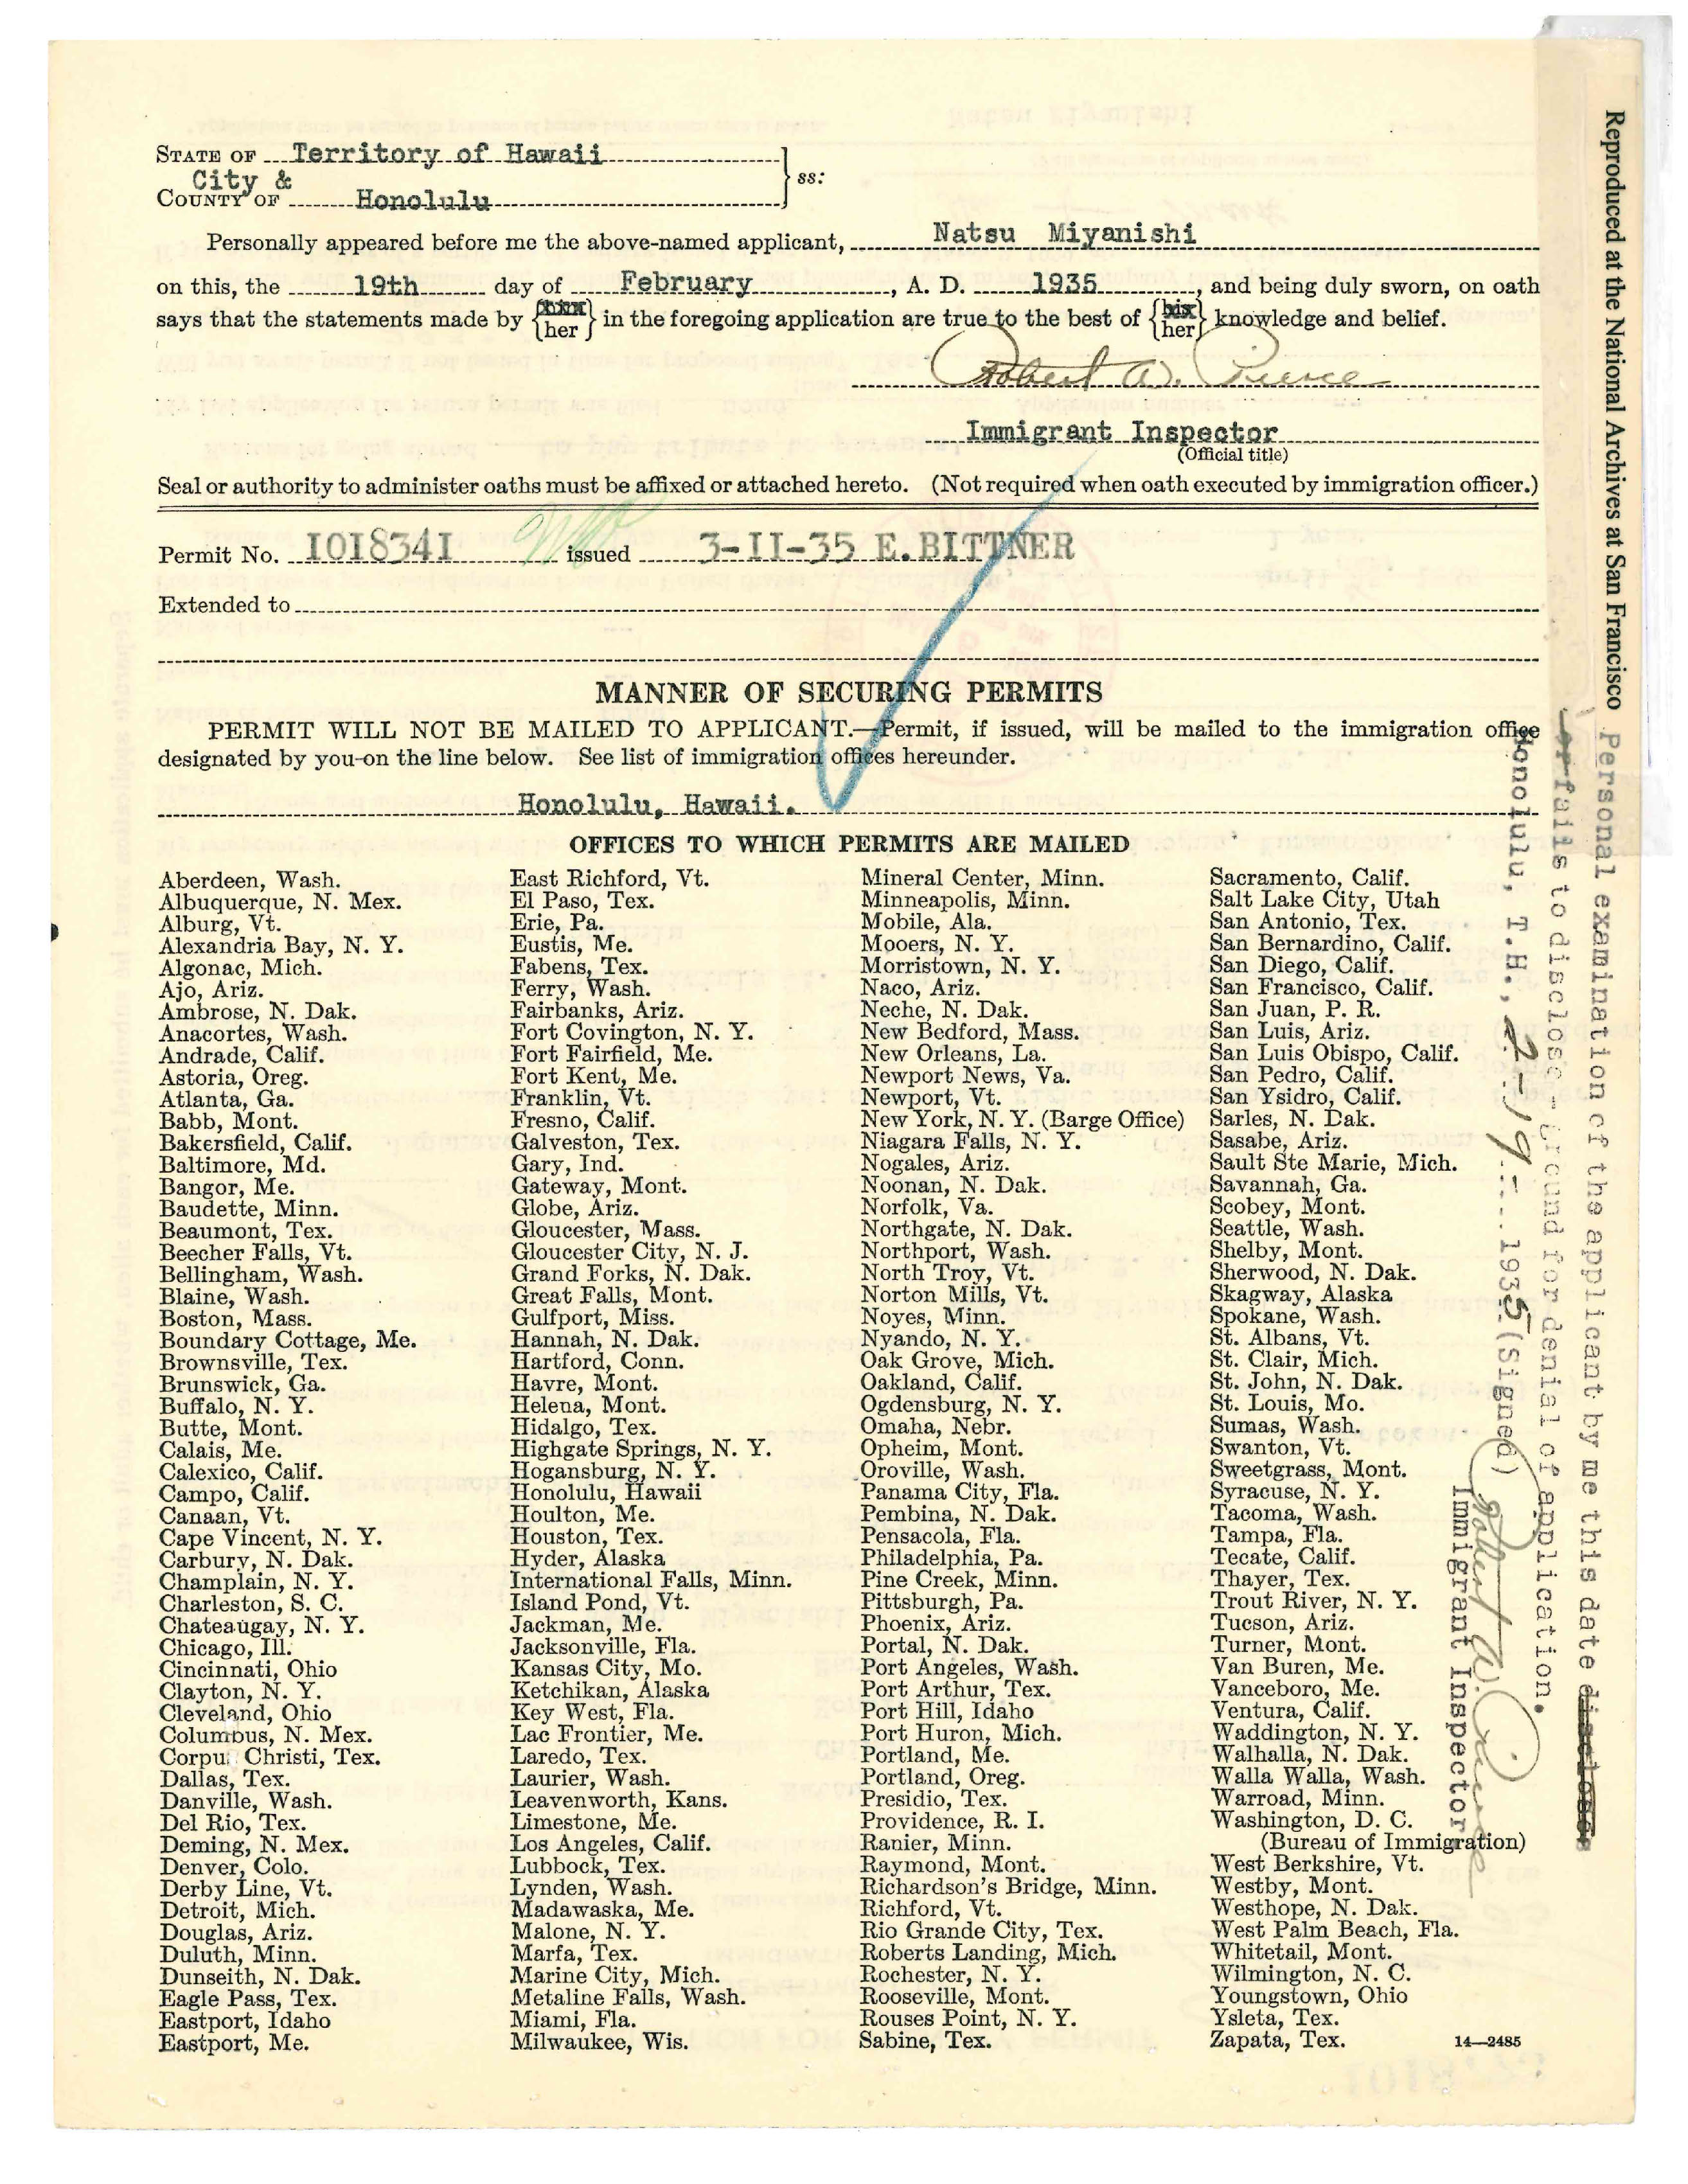 STATE OF Territory of Hawaii
City &
COUNTY OF Honolulu
ss:
Personally appeared before me the above-named applicant, Natsu Miyanishi
on this, the 19th day of February, A. D. 1935, and being duly sworn, on oath
says that the statements made by {her} in the foregoing application are true to the best of {his her} knowledge and belief.
Robert W. Pierce
Immigrant Inspector
(Official title)
Seal or authority to administer oaths must be affixed or attached hereto. (Not required when oath executed by immigration officer.)
Permit No. 1018341 issued 3-11-35 E. BITTNER
Extended to
MANNER OF SECURING PERMITS
PERMIT WILL NOT BE MAILED TO APPLICANT.—Permit, if issued, will be mailed to the immigration office
designated by you on the line below. See list of immigration offices hereunder.
Honolulu, Hawaii.
OFFICES TO WHICH PERMITS ARE MAILED
Aberdeen, Wash.
Albuquerque, N. Mex.
Alburg, Vt.
Alexandria Bay, N. Y.
Algonac, Mich.
Ajo, Ariz.
Ambrose, N. Dak.
Anacortes, Wash.
Andrade, Calif.
Astoria, Oreg.
Atlanta, Ga.
Babb, Mont.
Bakersfield, Calif.
Baltimore, Md.
Bangor, Me.
Baudette, Minn.
Beaumont, Tex.
Beecher Falls, Vt.
Bellingham, Wash.
Blaine, Wash.
Boston, Mass.
Boundary Cottage, Me.
Brownsville, Tex.
Brunswick, Ga.
Buffalo, N. Y.
Butte, Mont.
Calais, Me.
Calexico, Calif.
Campo, Calif.
Canaan, Vt.
Cape Vincent, N. Y.
Carbury, N. Dak.
Champlain, N. Y.
Charleston, S. C.
Chateaugay, N. Y.
Chicago, Ill.
Cincinnati, Ohio
Clayton, N. Y.
Cleveland, Ohio
Columbus, N. Mex.
Corpus Christi, Tex.
Dallas, Tex.
Danville, Wash.
Del Rio, Tex.
Deming, N. Mex.
Denver, Colo.
Derby Line, Vt.
Detroit, Mich.
Douglas, Ariz.
Duluth, Minn.
Dunseith, N. Dak.
Eagle Pass, Tex.
Eastport, Idaho
Eastport, Me.
East Richford, Vt.
El Paso, Tex.
Erie, Pa.
Eustis, Me.
Fabens, Tex.
Ferry, Wash.
Fairbanks, Ariz.
Fort Covington, N. Y.
Fort Fairfield, Me.
Fort Kent, Me.
Franklin, Vt.
Fresno, Calif.
Galveston, Tex.
Gary, Ind.
Gateway, Mont.
Globe, Ariz.
Gloucester, Mass.
Gloucester City, N. J.
Grand Forks, N. Dak.
Great Falls, Mont.
Gulfport, Miss.
Hannah, N. Dak.
Hartford, Conn.
Havre, Mont.
Helena, Mont.
Hidalgo, Tex.
Highgate Springs, N. Y.
Hogansburg, N. Y.
Honolulu, Hawaii
Houlton, Me.
Houston, Tex.
Hyder, Alaska
International Falls, Minn.
Island Pond, Vt.
Jackman, Me.
Jacksonville, Fla.
Kansas City, Mo.
Ketchikan, Alaska
Key West, Fla.
Lac Frontier, Me.
Laredo, Tex.
Laurier, Wash.
Leavenworth, Kans.
Limestone, Me.
Los Angeles, Calif.
Lubbock, Tex.
Lynden, Wash.
Madawaska, Me.
Malone, N. Y.
Marfa, Tex.
Marine City, Mich.
Metaline Falls, Wash.
Miami, Fla.
Milwaukee, Wis.
Mineral Center, Minn.
Minneapolis, Minn.
Mobile, Ala.
Mooers, N. Y.
Morristown, N. Y.
Naco, Ariz.
Neche, N. Dak.
New Bedford, Mass.
New Orleans, La.
Newport News, Va.
Newport, Vt.
New York, N. Y. (Barge Office)
Niagara Falls, N. Y.
Nogales, Ariz.
Noonan, N. Dak.
Norfolk, Va.
Northgate, N. Dak.
Northport, Wash.
North Troy, Vt.
Norton Mills, Vt.
Noyes, Minn.
Nyando, N. Y.
Oak Grove, Mich.
Oakland, Calif.
Ogdensburg, N. Y.
Omaha, Nebr.
Opheim, Mont.
Oroville, Wash.
Panama City, Fla.
Pembina, N. Dak.
Pensacola, Fla.
Philadelphia, Pa.
Pine Creek, Minn.
Pittsburgh, Pa.
Phoenix, Ariz.
Portal, N. Dak.
Port Angeles, Wash.
Port Arthur, Tex.
Port Hill, Idaho
Port Huron, Mich.
Portland, Me.
Portland, Oreg.
Presidio, Tex.
Providence, R. I.
Ranier, Minn.
Raymond, Mont.
Richardson's Bridge, Minn.
Richford, Vt.
Rio Grande City, Tex.
Roberts Landing, Mich.
Rochester, N. Y.
Rooseville, Mont.
Rouses Point, N. Y.
Sabine, Tex.
Sacramento, Calif.
Salt Lake City, Utah
San Antonio, Tex.
San Bernardino, Calif.
San Diego, Calif.
San Francisco, Calif.
San Juan, P. R.
San Luis, Ariz.
San Luis Obispo, Calif.
San Pedro, Calif.
San Ysidro, Calif.
Sarles, N. Dak.
Sasabe, Ariz.
Sault Ste Marie, Mich.
Savannah, Ga.
Scobey, Mont.
Seattle, Wash.
Shelby, Mont.
Sherwood, N. Dak.
Skagway, Alaska
Spokane, Wash.
St. Albans, Vt.
St. Clair, Mich.
St. John, N. Dak.
St. Louis, Mo.
Sumas, Wash.
Swanton, Vt.
Sweetgrass, Mont.
Syracuse, N. Y.
Tacoma, Wash.
Tampa, Fla.
Tecate, Calif.
Thayer, Tex.
Trout River, N. Y.
Tucson, Ariz.
Turner, Mont.
Van Buren, Me.
Vanceboro, Me.
Ventura, Calif.
Waddington, N. Y.
Walhalla, N. Dak.
Walla Walla, Wash.
Warroad, Minn.
Washington, D. C.
(Bureau of Immigration)
West Berkshire, Vt.
Westby, Mont.
Westhope, N. Dak.
West Palm Beach, Fla.
Whitetail, Mont.
Wilmington, N. C.
Youngstown, Ohio
Ysleta, Tex.
Zapata, Tex.
14—2485
Reproduced at the National Archives at San Francisco
Personal examination of the applicant by me this date disclose
or fails to disclose ground for denial of application.
Honolulu, T.H., 2-19- 1935 (Signed) Robert W. Pierce
Immigrant Inspector